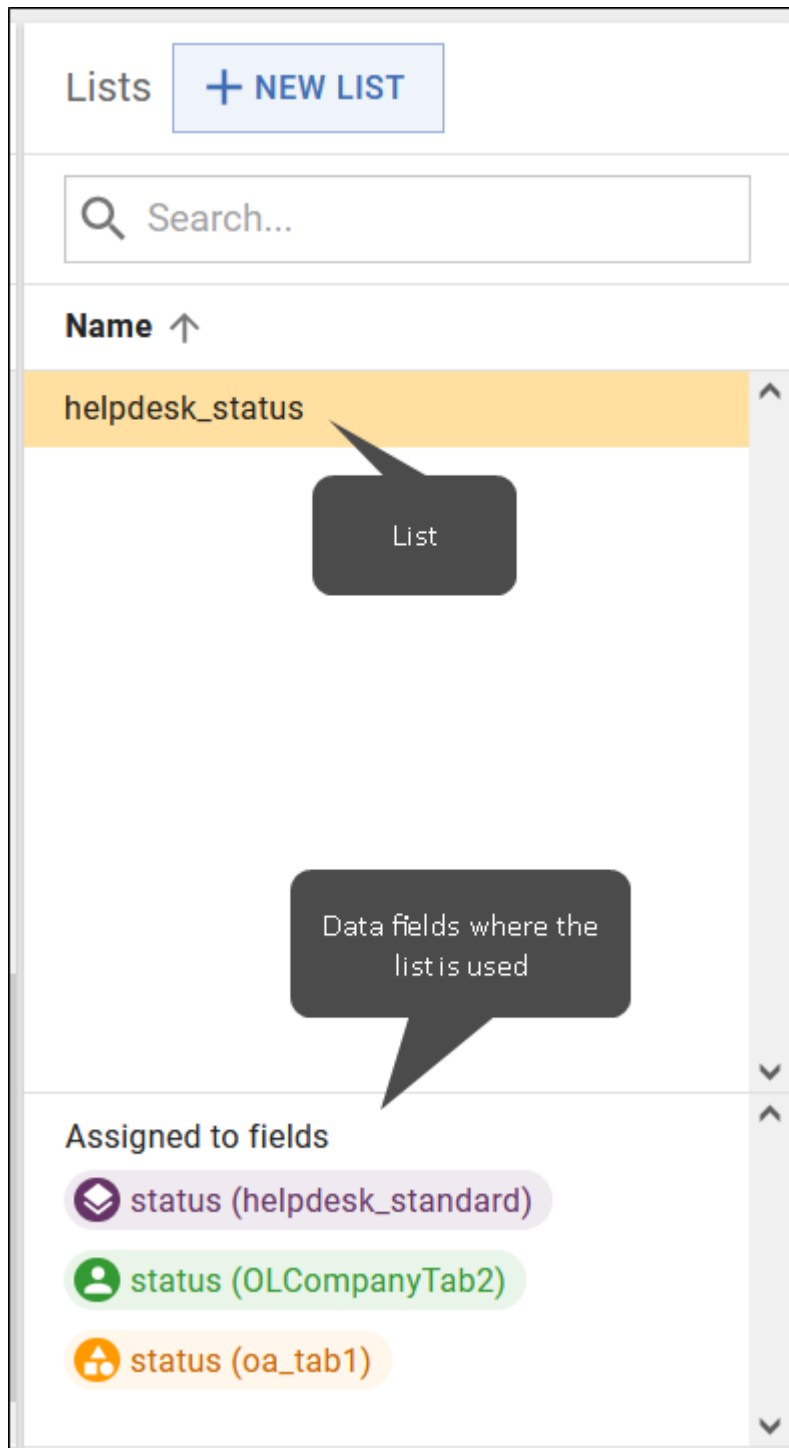 Lists
+ NEW LIST
Search...
Name
helpdesk_status
List
Data fields where the
list is used
Assigned to fields
status (helpdesk_standard)
status (OLCompanyTab2)
status (oa_tab1)